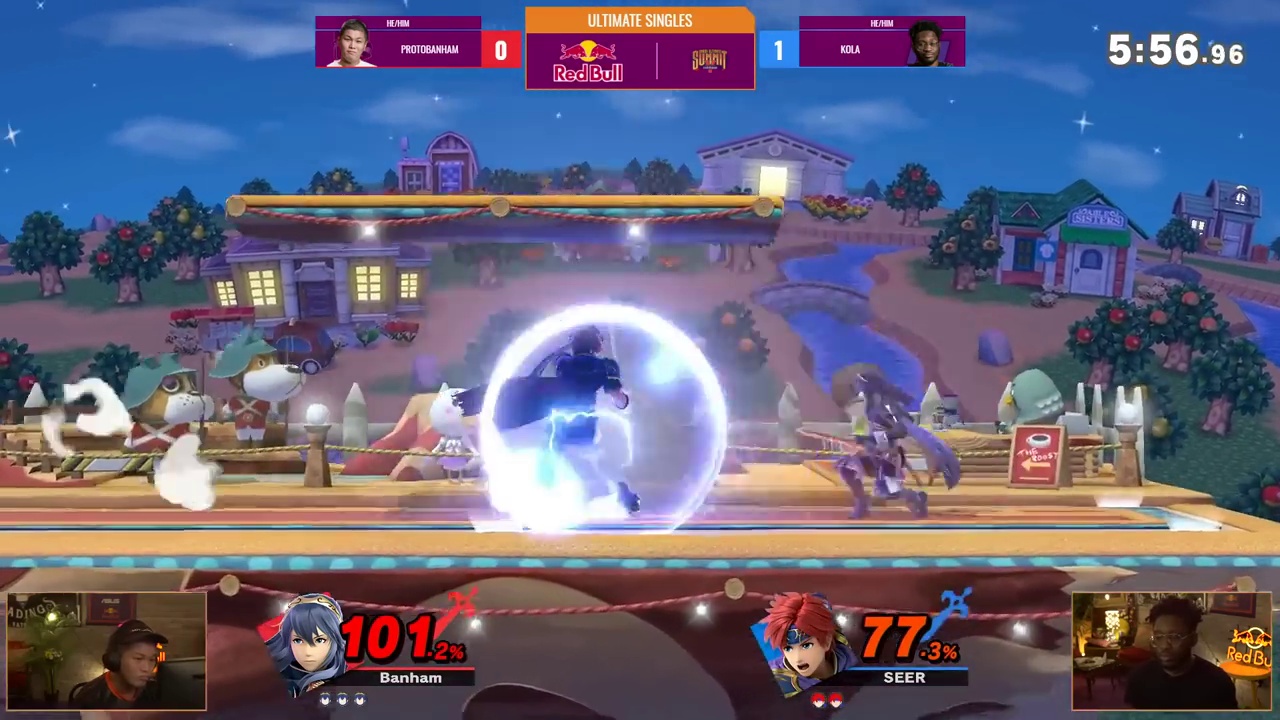 HE/HIM
PROTOBANHAM
0
ULTIMATE SINGLES
Red Bull
SUMMIT
1
HE/HIM
KOLA
5:56.96
ABLE SISTERS
THE ROOST
101.2%
Banham
77.3%
SEER
Red Bu